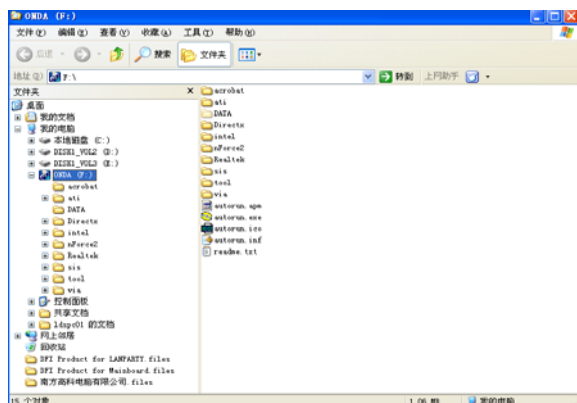 ONDA (F:)
文件(F) 编辑(E) 查看(V) 收藏(A) 工具(T) 帮助(H)
后退 搜索 文件夹
地址(D) F:\ 转到 上网助手
文件夹 X
桌面
我的文档
我的电脑
本地磁盘 (C:)
DISK1_VOL2 (D:)
DISK1_VOL3 (E:)
ONDA (F:)
acrobat
ati
DATA
Directx
intel
nForce2
Realtek
sis
tool
via
控制面板
共享文档
ldspc01 的文档
网上邻居
回收站
DFI Product for LANPARTY.files
DFI Product for Mainboard.files
南方高科电脑有限公司.files
acrobat
ati
DATA
Directx
intel
nForce2
Realtek
sis
tool
via
autorun.apm
autorun.exe
autorun.ico
autorun.inf
readme.txt
15 个对象 1.06 MB 我的电脑